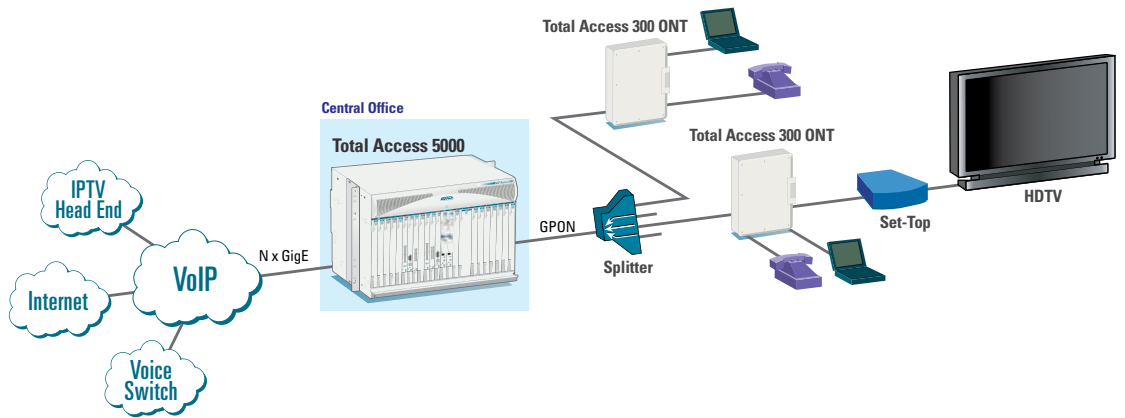 Total Access 300 ONT
Central Office
Total Access 5000
Total Access 300 ONT
IPTV
Head End
HDTV
GPON
Set-Top
N x GigE
VoIP
Splitter
Internet
Voice
Switch